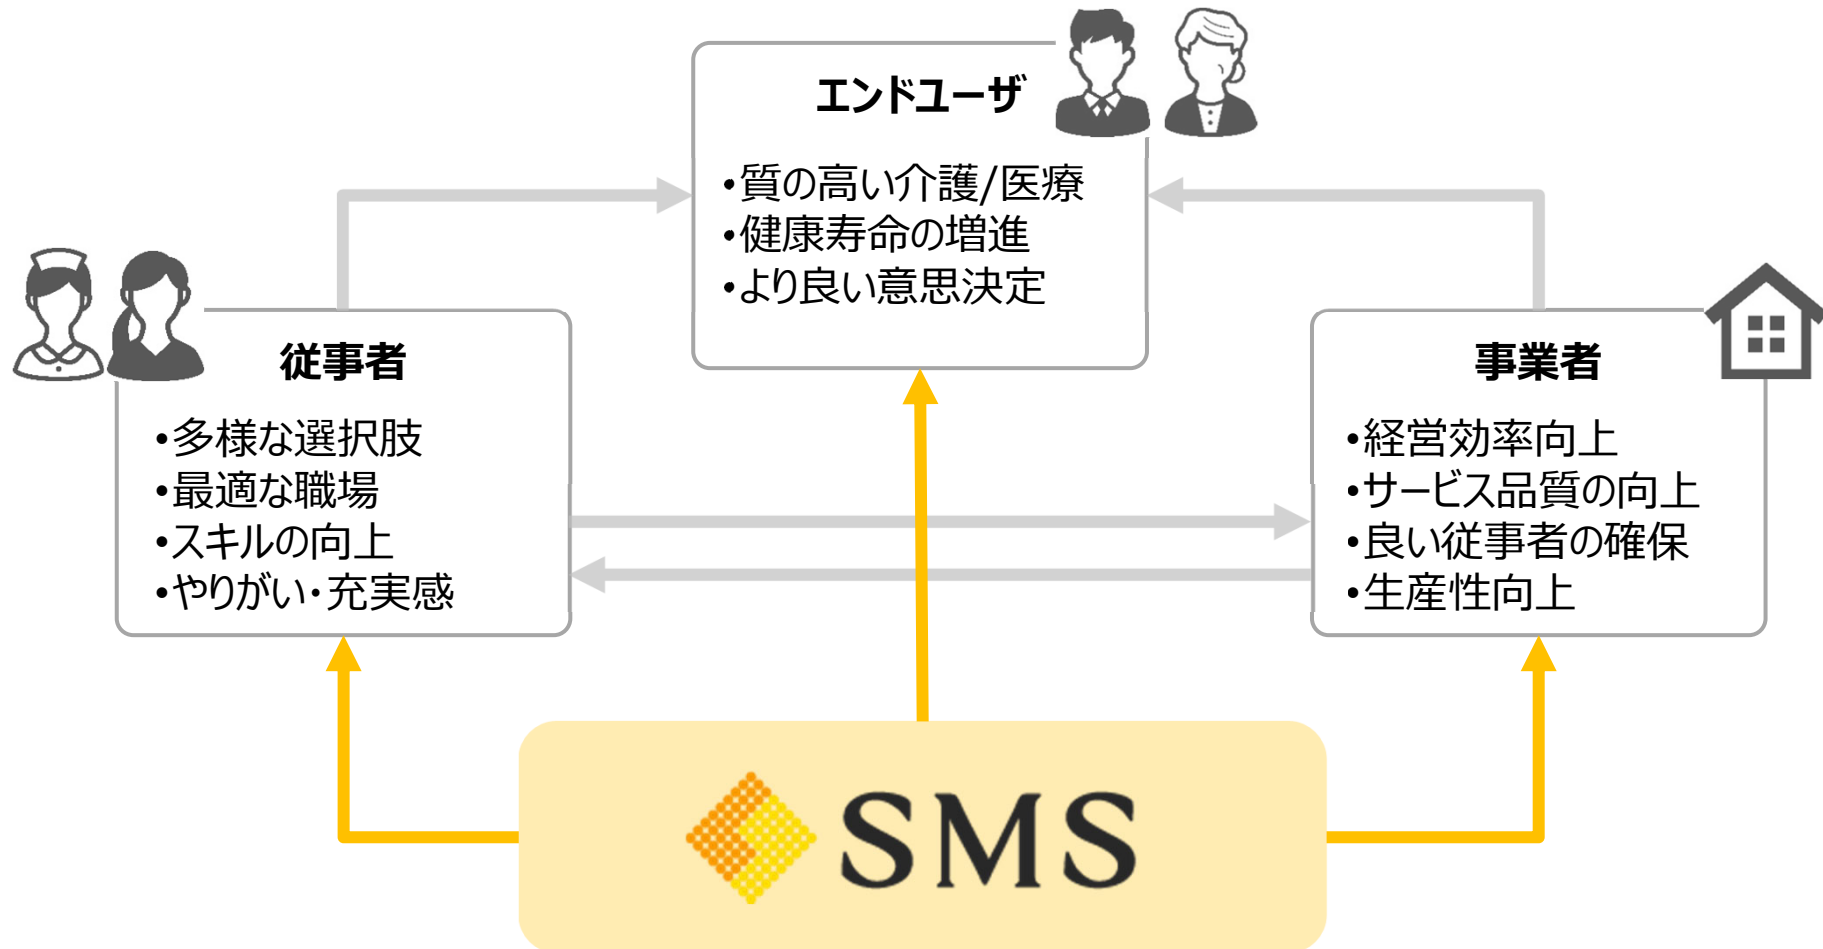 エンドユーザ
•質の高い介護/医療
•健康寿命の増進
•より良い意思決定
従事者
•多様な選択肢
•最適な職場
•スキルの向上
•やりがい・充実感
事業者
•経営効率向上
•サービス品質の向上
•良い従事者の確保
•生産性向上
SMS